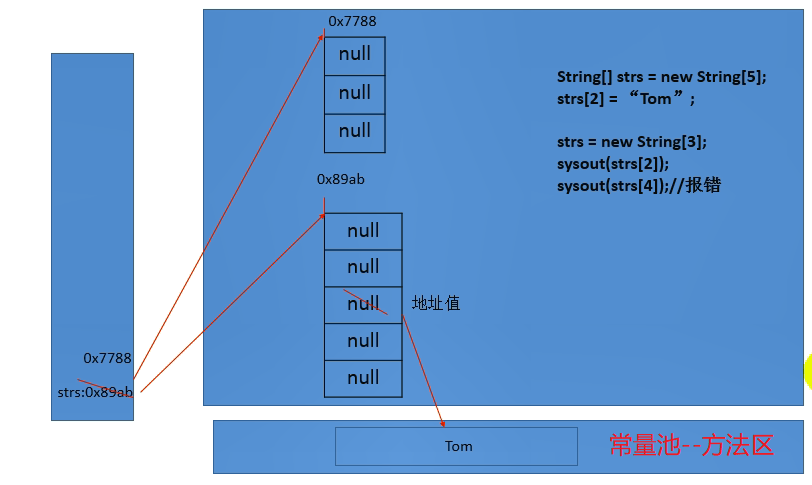 0x7788
null
null
null
0x89ab
null
null
null
null
null
地址值
String[] strs = new String[5];
strs[2] = “Tom”;
strs = new String[3];
sysout(strs[2]);
sysout(strs[4]);//报错
0x7788
strs:0x89ab
Tom
常量池--方法区